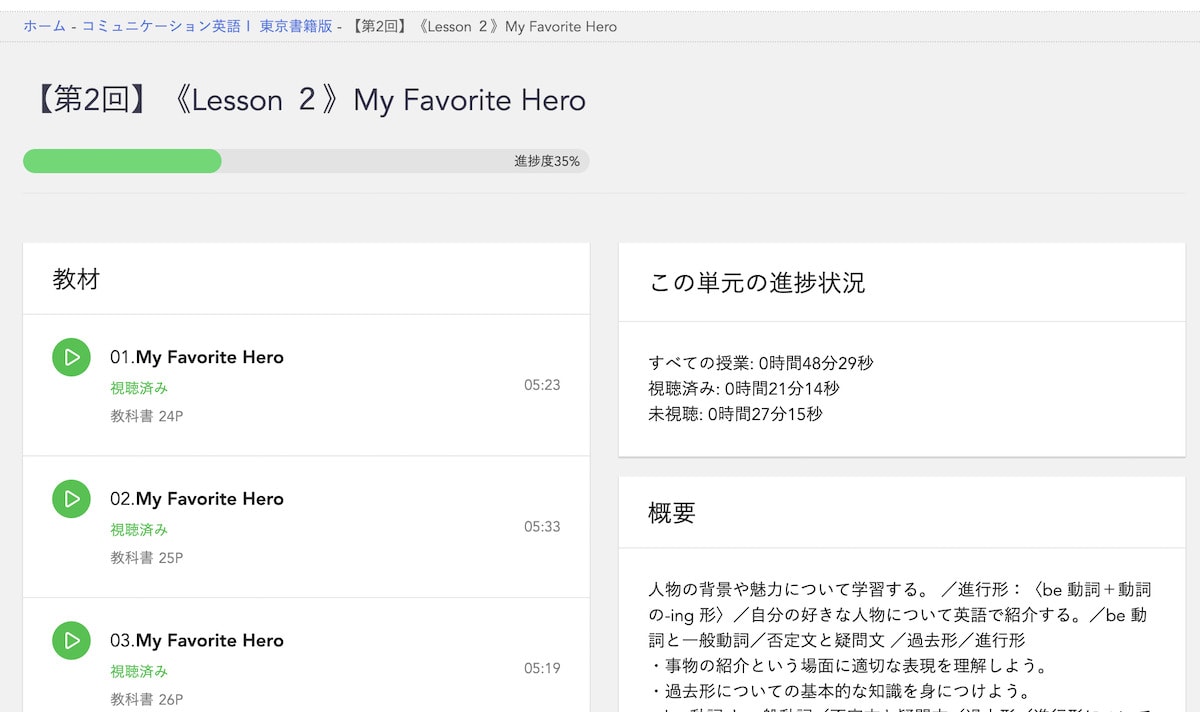 ホーム - コミュニケーション英語Ⅰ 東京書籍版 - 【第2回】《Lesson ２》My Favorite Hero
【第2回】《Lesson ２》My Favorite Hero
進捗度35%
教材
01.My Favorite Hero
視聴済み
05:23
教科書 24P
02.My Favorite Hero
視聴済み
05:33
教科書 25P
03.My Favorite Hero
視聴済み
05:19
教科書 26P
この単元の進捗状況
すべての授業: 0時間48分29秒
視聴済み: 0時間21分14秒
未視聴: 0時間27分15秒
概要
人物の背景や魅力について学習する。 ／進行形：〈be 動詞＋動詞
の-ing 形〉／自分の好きな人物について英語で紹介する。／be 動
詞と一般動詞／否定文と疑問文 ／過去形／進行形
・事物の紹介という場面に適切な表現を理解しよう。
・過去形についての基本的な知識を身につけよう。